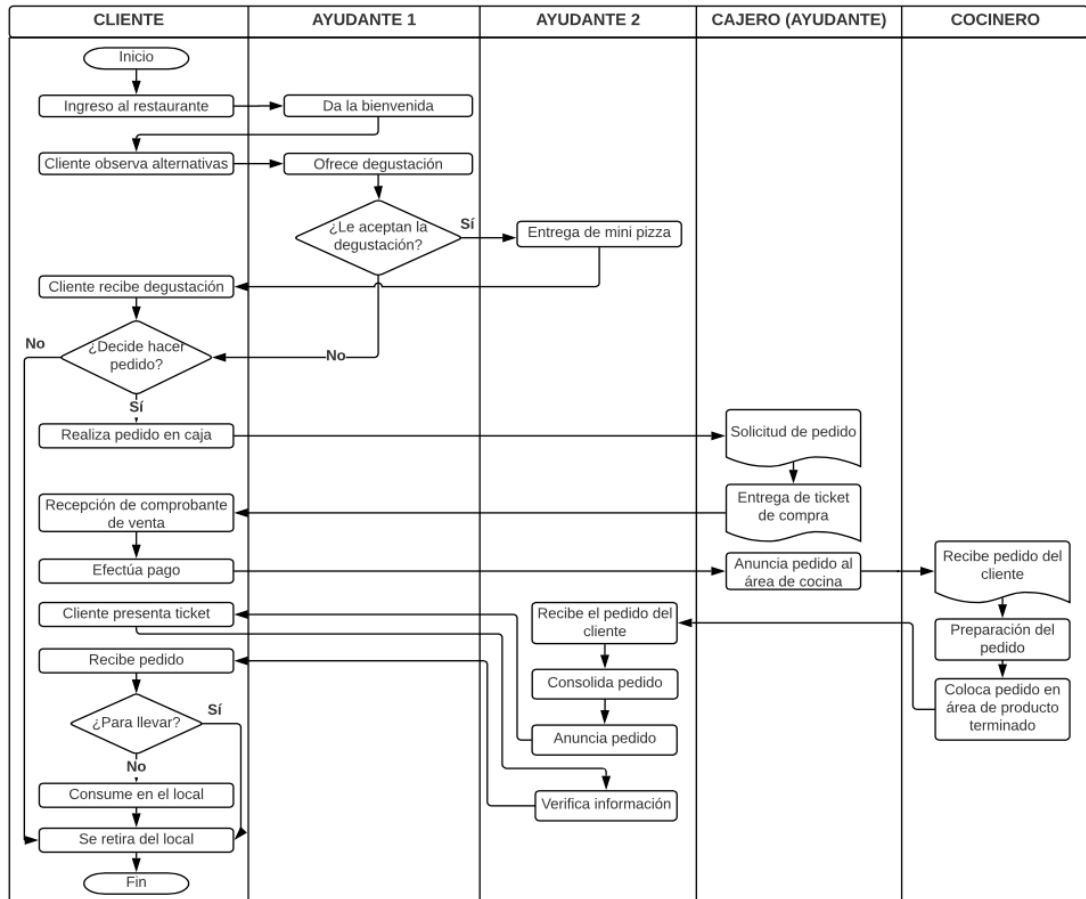 CLIENTE
AYUDANTE 1
AYUDANTE 2
CAJERO (AYUDANTE)
COCINERO
Inicio
Ingreso al restaurante
Da la bienvenida
Cliente observa alternativas
Ofrece degustación
¿Le aceptan la
degustación?
Sí
Entrega de mini pizza
Cliente recibe degustación
No
¿Decide hacer
pedido?
No
Sí
Realiza pedido en caja
Solicitud de pedido
Recepción de comprobante
de venta
Entrega de ticket
de compra
Efectúa pago
Anuncia pedido al
área de cocina
Recibe pedido del
cliente
Cliente presenta ticket
Recibe el pedido del
cliente
Preparación del
pedido
Recibe pedido
Consolida pedido
Coloca pedido en
área de producto
terminado
¿Para llevar?
Sí
Anuncia pedido
No
Consume en el local
Verifica información
Se retira del local
Fin